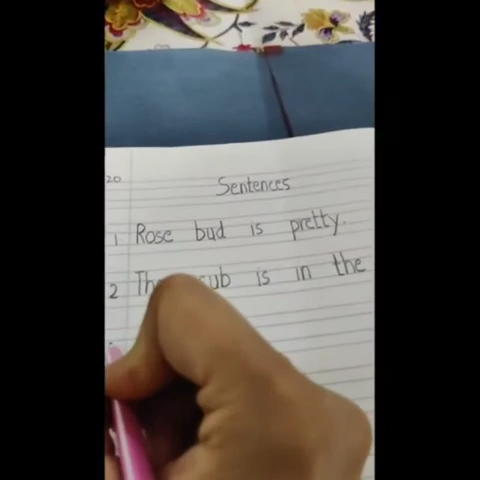 20
Sentences
1 Rose bud is pretty.
2 is in the